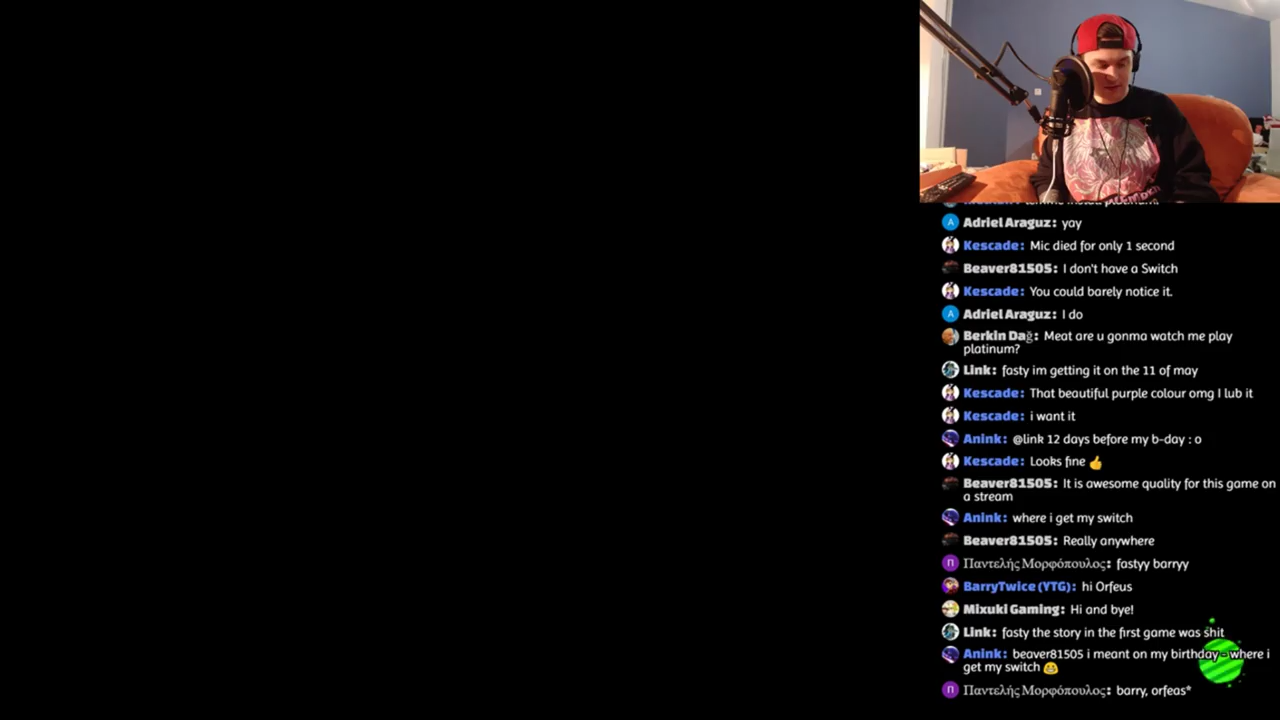 Adriel Araguz: yay
Kescade: Mic died for only 1 second
Beaver81505: I don't have a Switch
Kescade: You could barely notice it.
Adriel Araguz: I do
Berkin Dağ: Meat are u gonma watch me play
platinum?
Link: fasty im getting it on the 11 of may
Kescade: That beautiful purple colour omg I lub it
Kescade: i want it
Anink: @link 12 days before my b-day : o
Kescade: Looks fine 👍
Beaver81505: It is awesome quality for this game on
a stream
Anink: where i get my switch
Beaver81505: Really anywhere
Παντελής Μορφόπουλος: fastyy barryy
BarryTwice (YTG): hi Orfeus
Mixuki Gaming: Hi and bye!
Link: fasty the story in the first game was shit
Anink: beaver81505 i meant on my birthday - where i
get my switch 😄
Παντελής Μορφόπουλος: barry, orfeas*